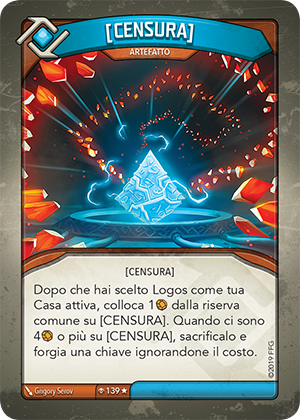 [CENSURA]
ARTEFATTO
[CENSURA]
Dopo che hai scelto Logos come tua
Casa attiva, colloca 1 dalla riserva
comune su [CENSURA]. Quando ci sono
4 o più su [CENSURA], sacrificalo e
forgia una chiave ignorandone il costo.
©2019 FFG
Grigory Serov
139